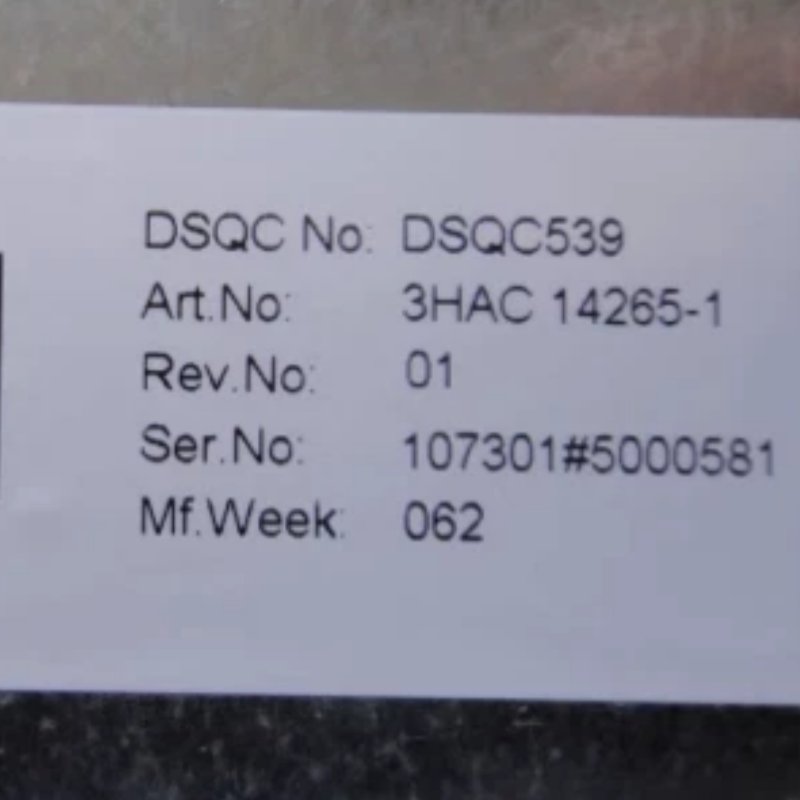 DSQC No: DSQC539
Art.No: 3HAC 14265-1
Rev.No: 01
Ser.No: 107301#5000581
Mf.Week: 062